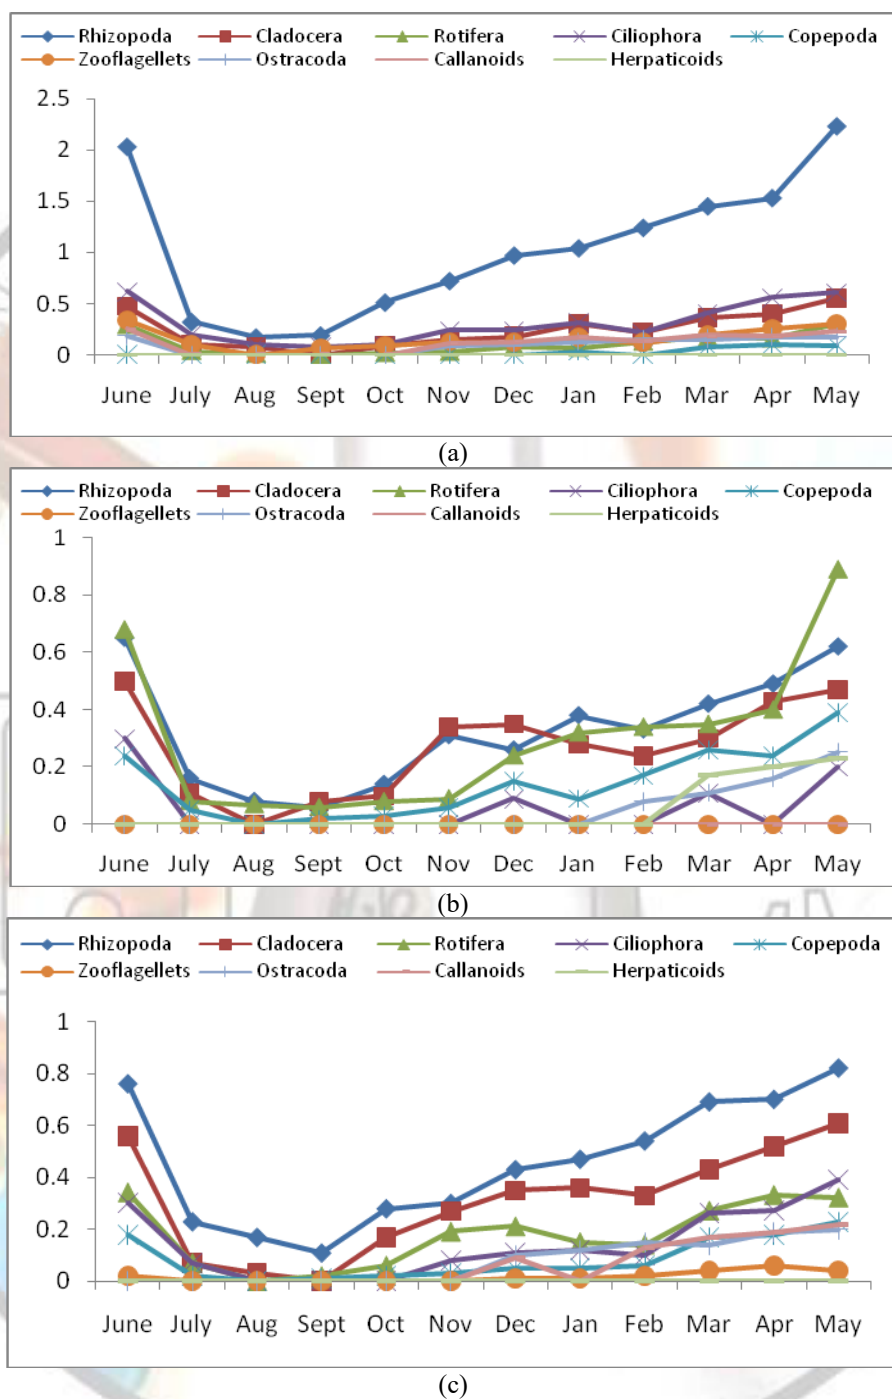 Rhizopoda Cladocera Rotifera Ciliophora Copepoda
Zooflagellets Ostracoda Callanoids Herpaticoids
2.5
2
1.5
1
0.5
0
June July Aug Sept Oct Nov Dec Jan Feb Mar Apr May
(a)
Rhizopoda Cladocera Rotifera Ciliophora Copepoda
Zooflagellets Ostracoda Callanoids Herpaticoids
1
0.8
0.6
0.4
0.2
0
June July Aug Sept Oct Nov Dec Jan Feb Mar Apr May
(b)
Rhizopoda Cladocera Rotifera Ciliophora Copepoda
Zooflagellets Ostracoda Callanoids Herpaticoids
1
0.8
0.6
0.4
0.2
0
June July Aug Sept Oct Nov Dec Jan Feb Mar Apr May
(c)